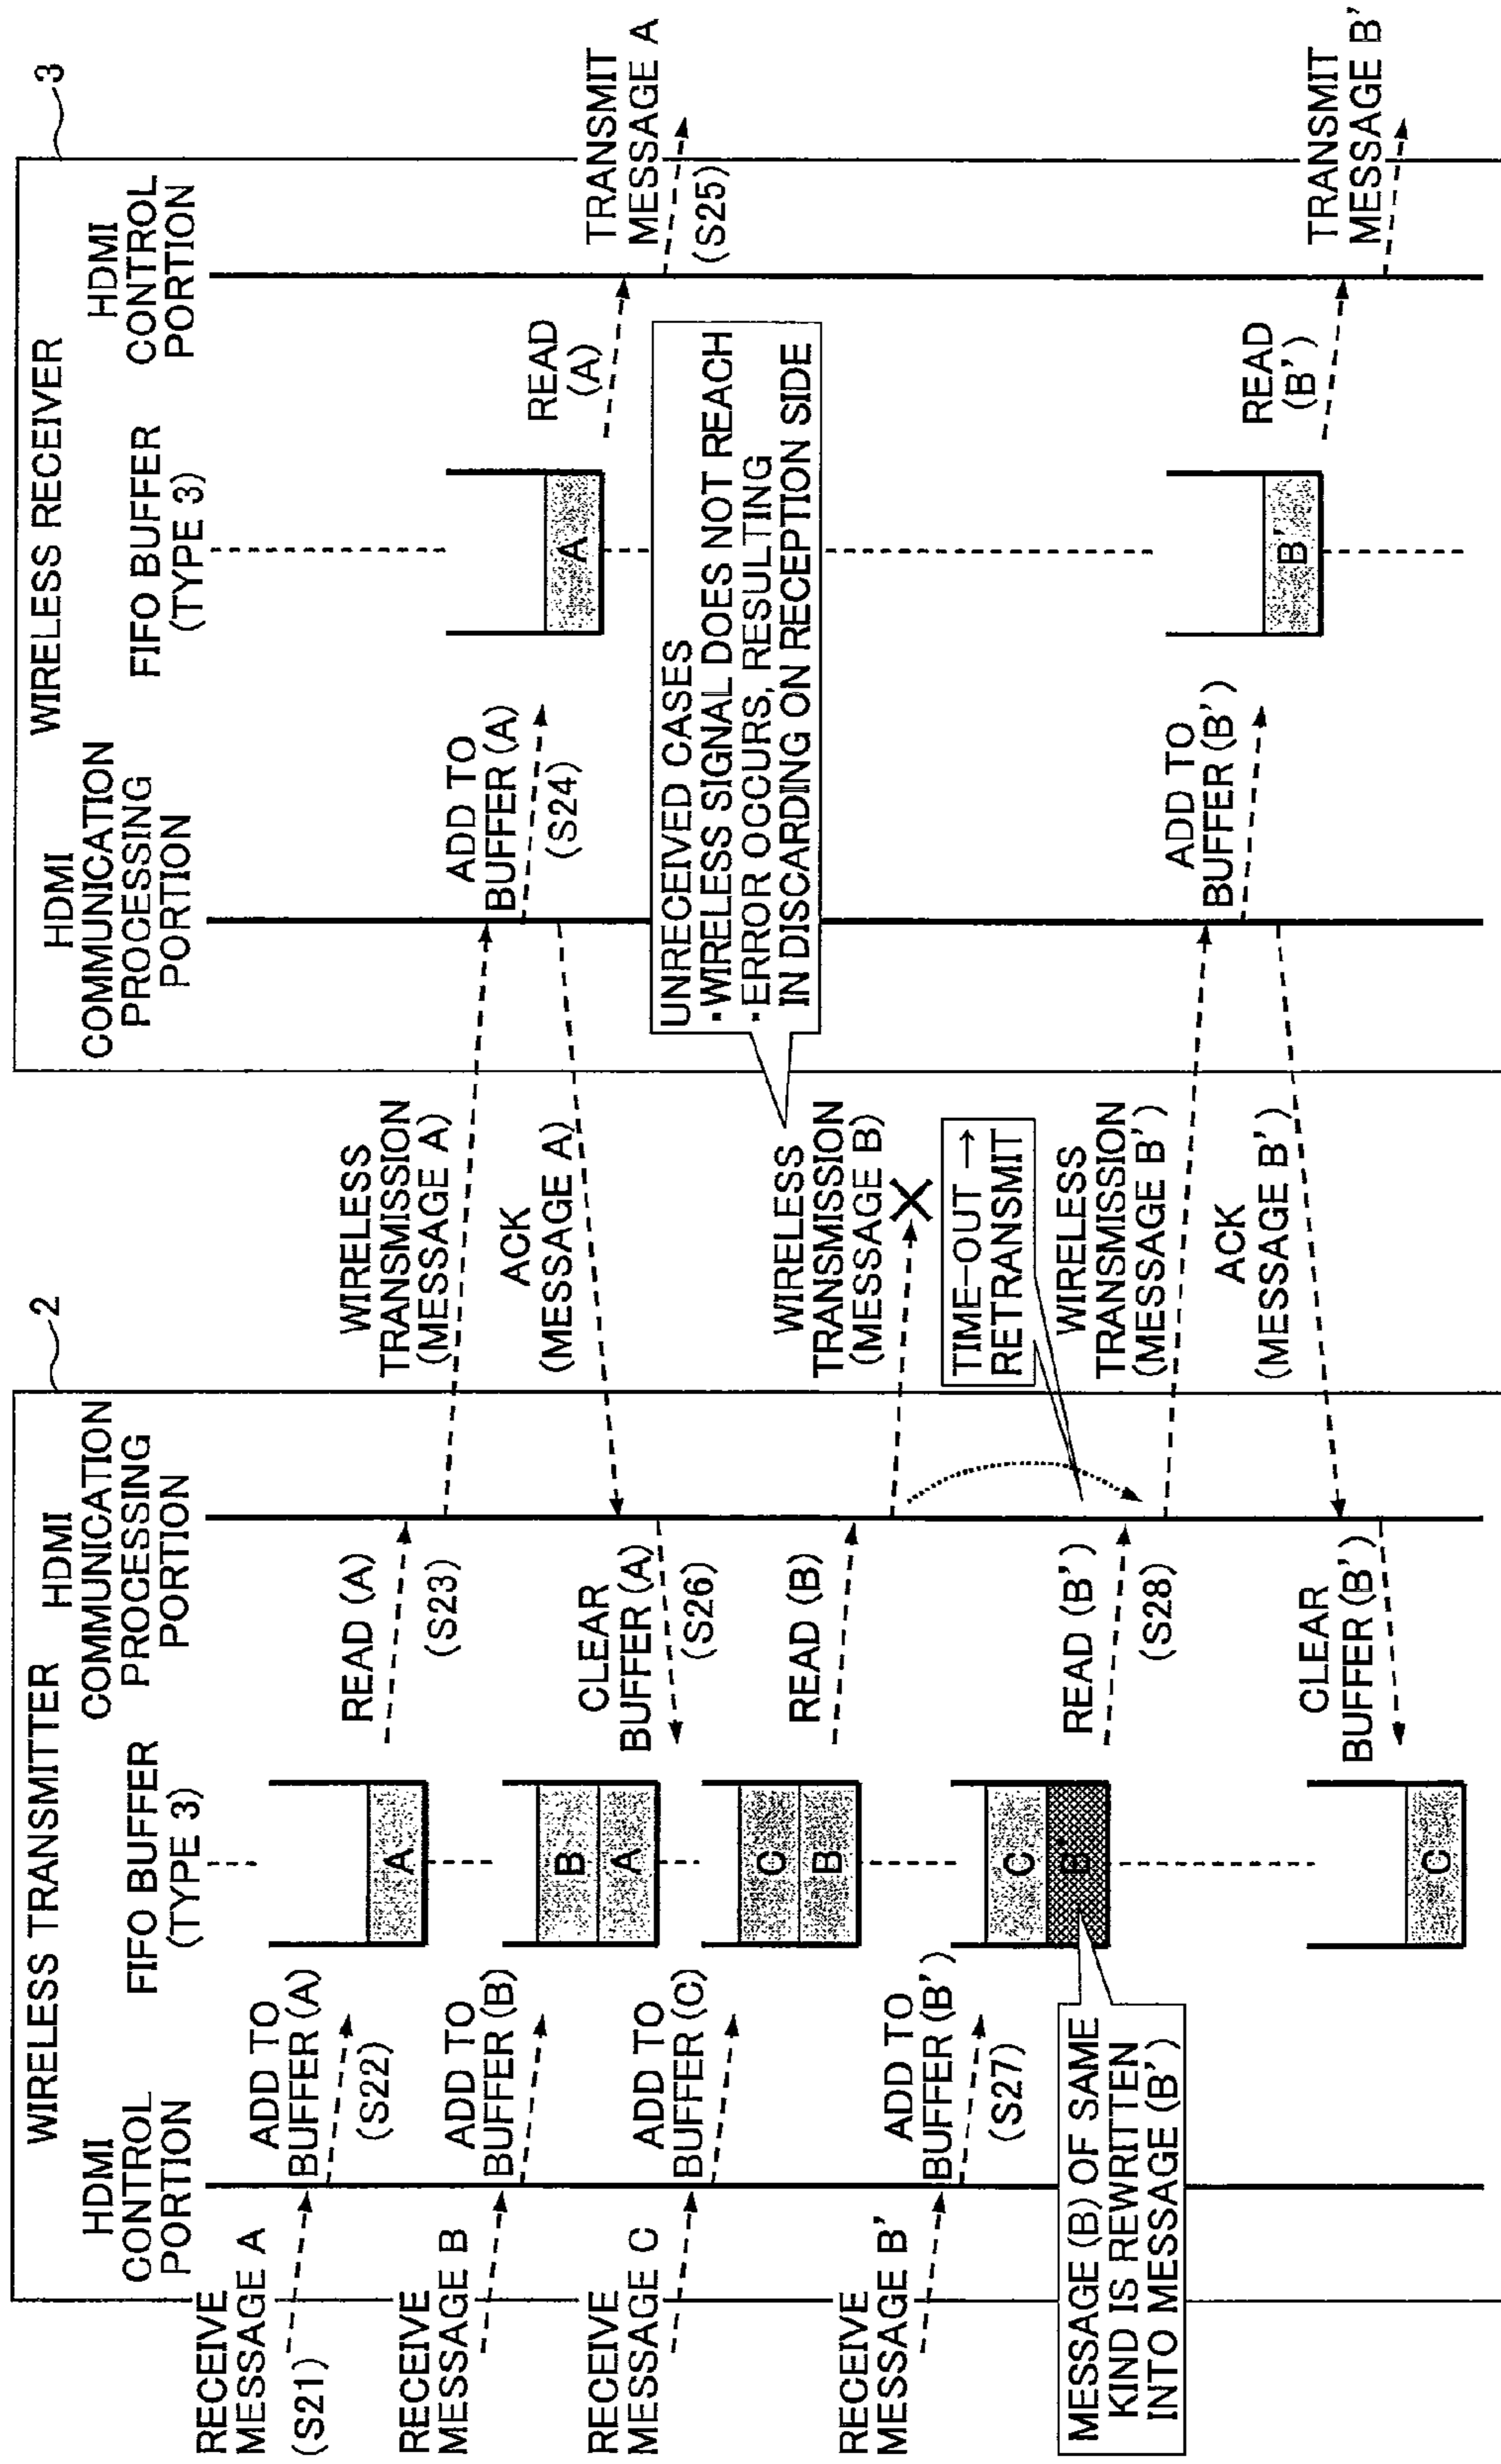 2
3
WIRELESS TRANSMITTER
WIRELESS RECEIVER
HDMI
CONTROL
PORTION
FIFO BUFFER
(TYPE 3)
HDMI
COMMUNICATION
PROCESSING
PORTION
HDMI
COMMUNICATION
PROCESSING
PORTION
FIFO BUFFER
(TYPE 3)
HDMI
CONTROL
PORTION
RECEIVE
MESSAGE A
(S21)
ADD TO
BUFFER (A)
(S22)
A
READ (A)
(S23)
WIRELESS
TRANSMISSION
(MESSAGE A)
ADD TO
BUFFER (A)
(S24)
A
READ
(A)
TRANSMIT
MESSAGE A
(S25)
RECEIVE
MESSAGE B
ADD TO
BUFFER (B)
B
A
ACK
(MESSAGE A)
CLEAR
BUFFER (A)
(S26)
RECEIVE
MESSAGE C
ADD TO
BUFFER (C)
C
B
READ (B)
WIRELESS
TRANSMISSION
(MESSAGE B)
UNRECEIVED CASES
・WIRELESS SIGNAL DOES NOT REACH
・ERROR OCCURS, RESULTING
IN DISCARDING ON RECEPTION SIDE
RECEIVE
MESSAGE B'
ADD TO
BUFFER (B')
(S27)
C
B'
MESSAGE (B) OF SAME
KIND IS REWRITTEN
INTO MESSAGE (B')
TIME-OUT →
RETRANSMIT
READ (B')
(S28)
WIRELESS
TRANSMISSION
(MESSAGE B')
ADD TO
BUFFER (B')
B'
READ
(B')
TRANSMIT
MESSAGE B'
ACK
(MESSAGE B')
CLEAR
BUFFER (B')
C